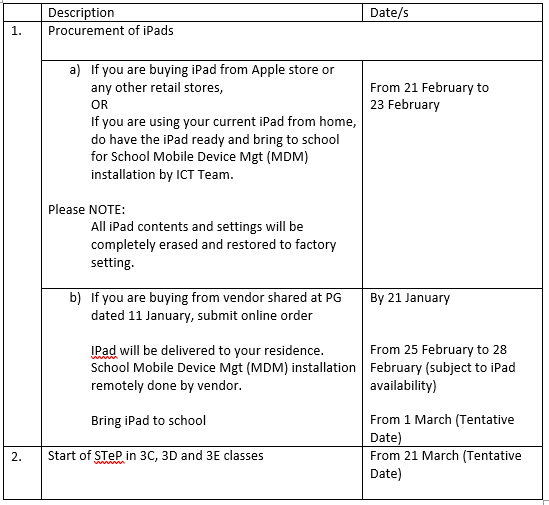 Description Date/s
1. Procurement of iPads
a) If you are buying iPad from Apple store or
any other retail stores,
OR
If you are using your current iPad from home,
do have the iPad ready and bring to school
for School Mobile Device Mgt (MDM)
installation by ICT Team.
From 21 February to
23 February
Please NOTE:
All iPad contents and settings will be
completely erased and restored to factory
setting.
b) If you are buying from vendor shared at PG
dated 11 January, submit online order
By 21 January
IPad will be delivered to your residence.
School Mobile Device Mgt (MDM) installation
remotely done by vendor.
From 25 February to 28
February (subject to iPad
availability)
Bring iPad to school
From 1 March (Tentative
Date)
2. Start of STeP in 3C, 3D and 3E classes
From 21 March (Tentative
Date)